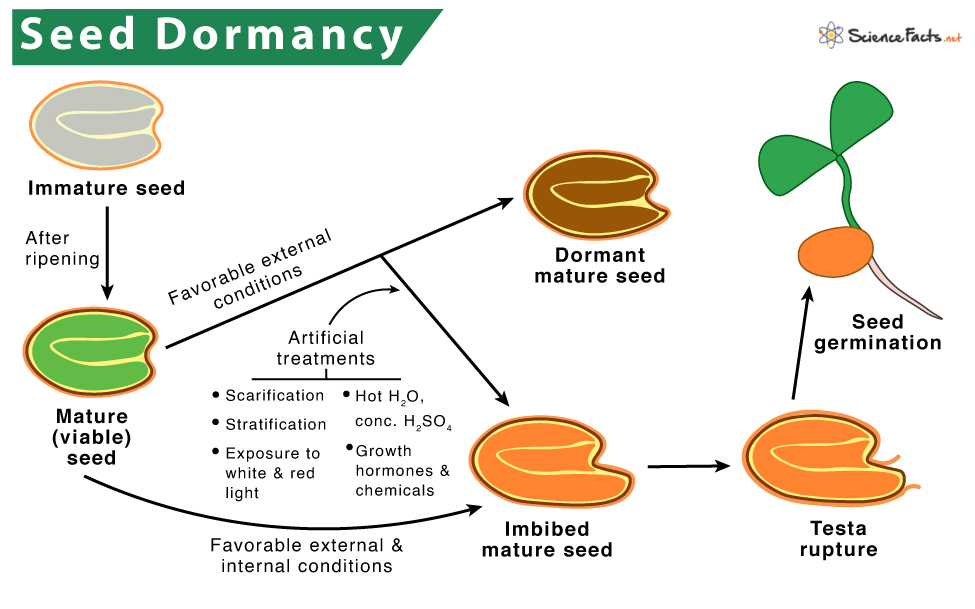 Seed Dormancy
ScienceFacts.net
Immature seed
After
ripening
Favorable external
conditions
Dormant
mature seed
Artificial
treatments
• Scarification
• Stratification
• Exposure to
white & red
light
• Hot H₂O,
conc. H₂SO₄
• Growth
hormones &
chemicals
Mature
(viable)
seed
Favorable external &
internal conditions
Imbibed
mature seed
Testa
rupture
Seed
germination